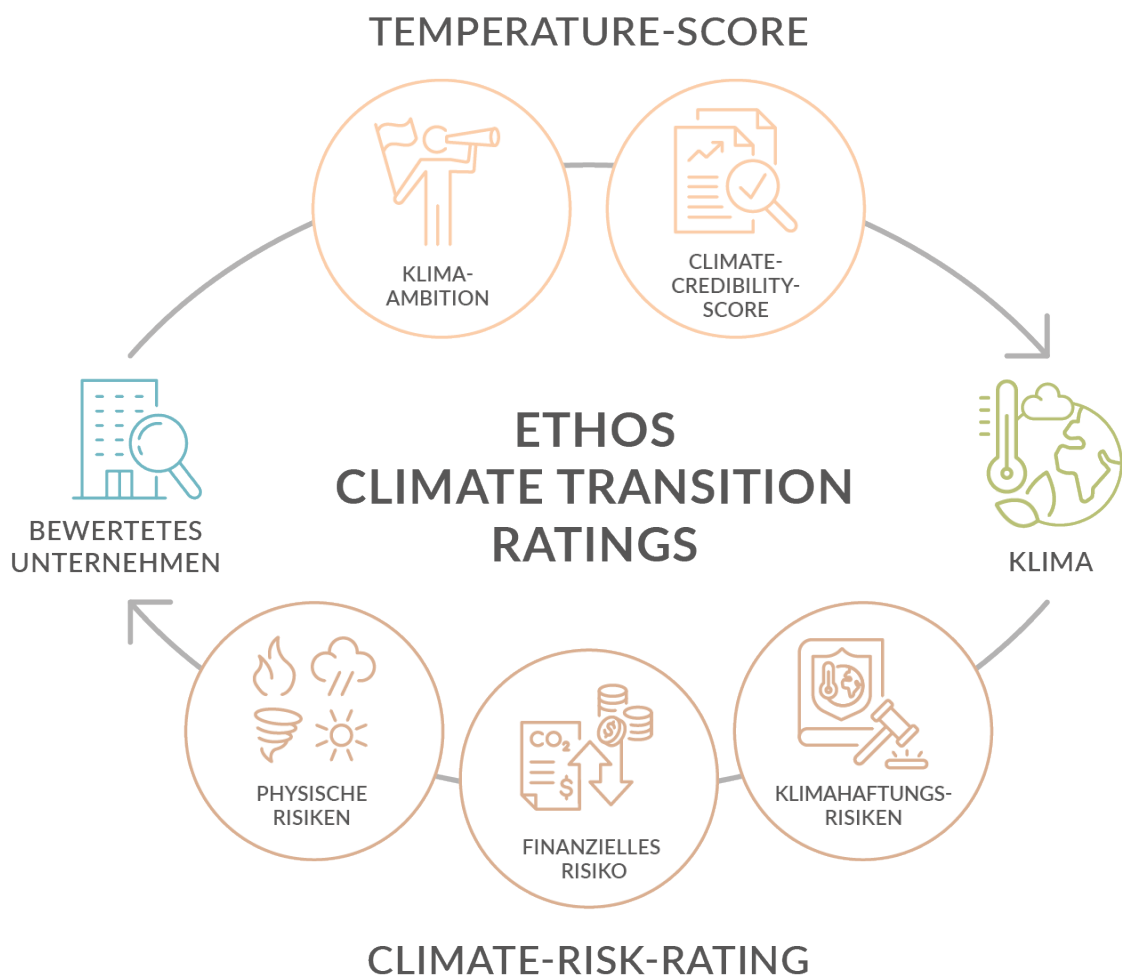 TEMPERATURE-SCORE
KLIMA-
AMBITION
CLIMATE-
CREDIBILITY-
SCORE
ETHOS
CLIMATE TRANSITION
RATINGS
BEWERTETES
UNTERNEHMEN
KLIMA
PHYSISCHE
RISIKEN
CO₂
$
$
FINANZIELLES
RISIKO
KLIMAHAFTUNGS-
RISIKEN
CLIMATE-RISK-RATING